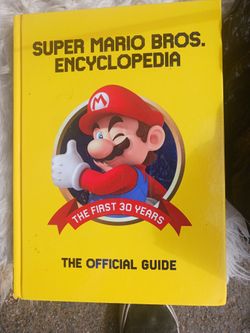 SUPER MARIO BROS.
ENCYCLOPEDIA
M
THE FIRST 30 YEARS
THE OFFICIAL GUIDE